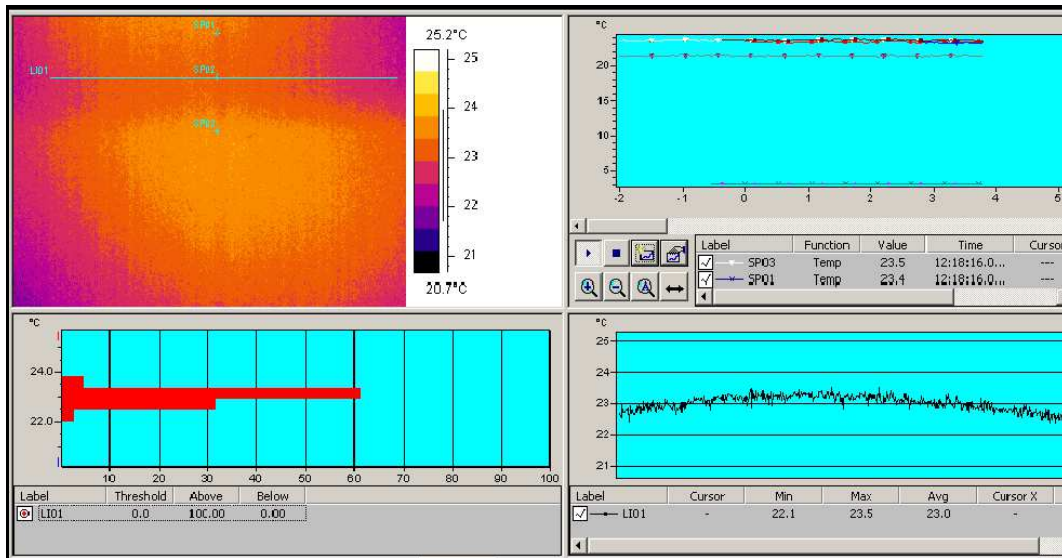 SP01
LI01
SP02
SP03
25.2°C
25
24
23
22
21
20.7°C
°C
20
15
10
5
-2
-1
0
1
2
3
4
5
Label Function Value Time Cursor
SP03 Temp 23.5 12:18:16.0... ---
SP01 Temp 23.4 12:18:16.0... ---
°C
24.0
22.0
10 20 30 40 50 60 70 80 90 100
Label Threshold Above Below
LI01 0.0 100.00 0.00
°C
25
24
23
22
21
Label Cursor Min Max Avg Cursor X
LI01 - 22.1 23.5 23.0 -